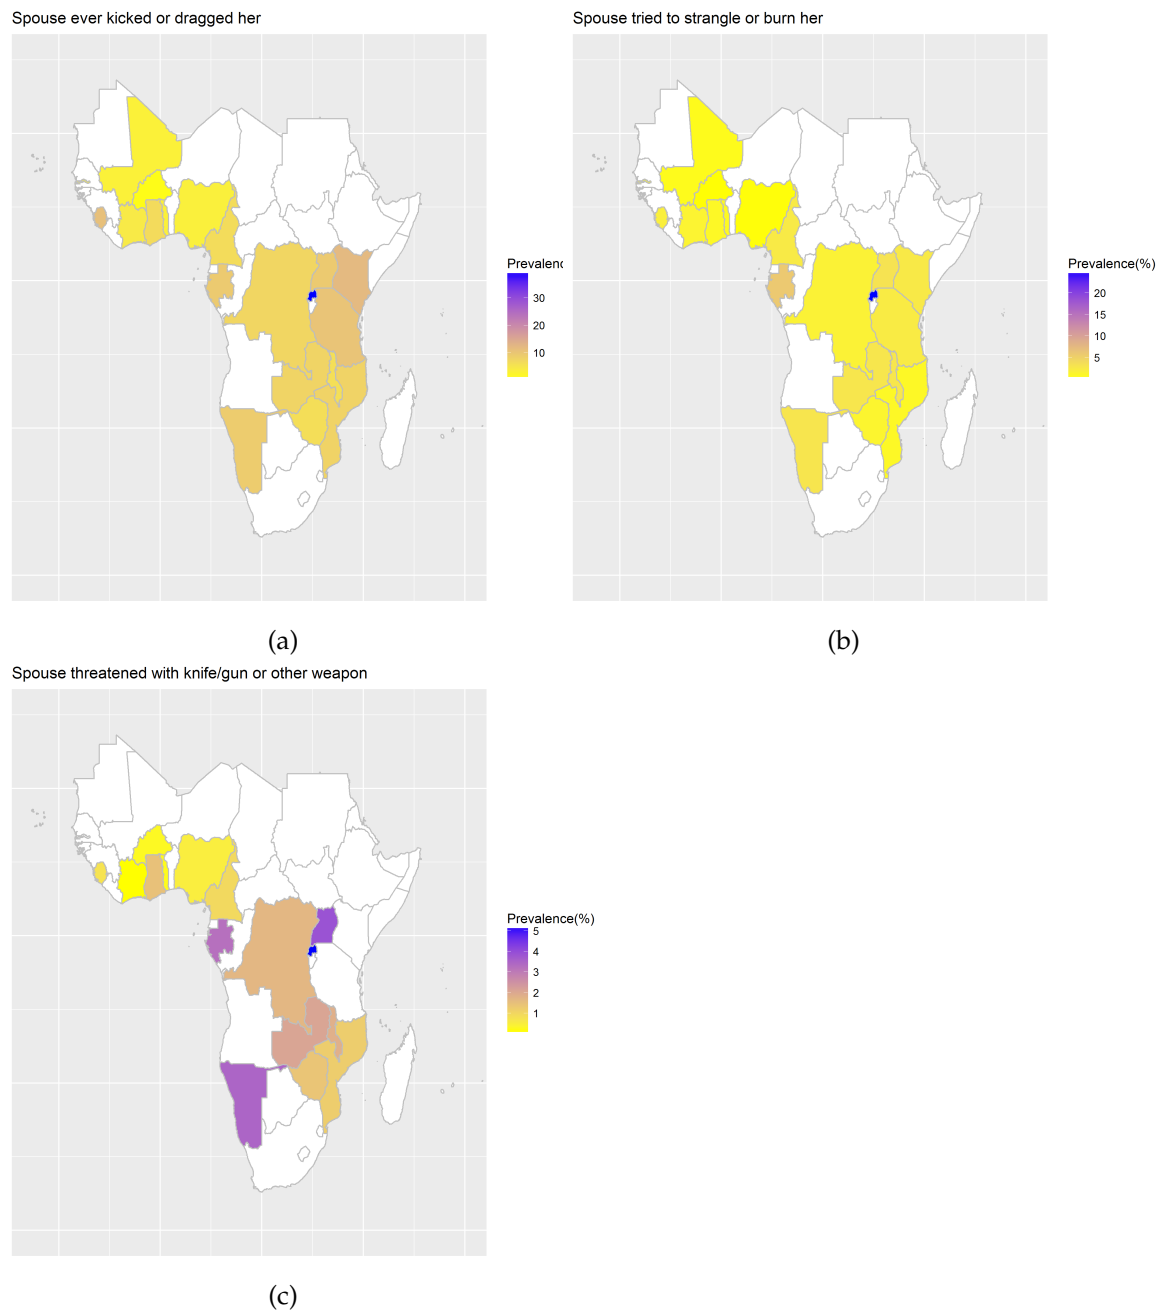 Spouse ever kicked or dragged her
Prevalenc
30
20
10
(a)
Spouse tried to strangle or burn her
Prevalence(%)
20
15
10
5
(b)
Spouse threatened with knife/gun or other weapon
Prevalence(%)
5
4
3
2
1
(c)